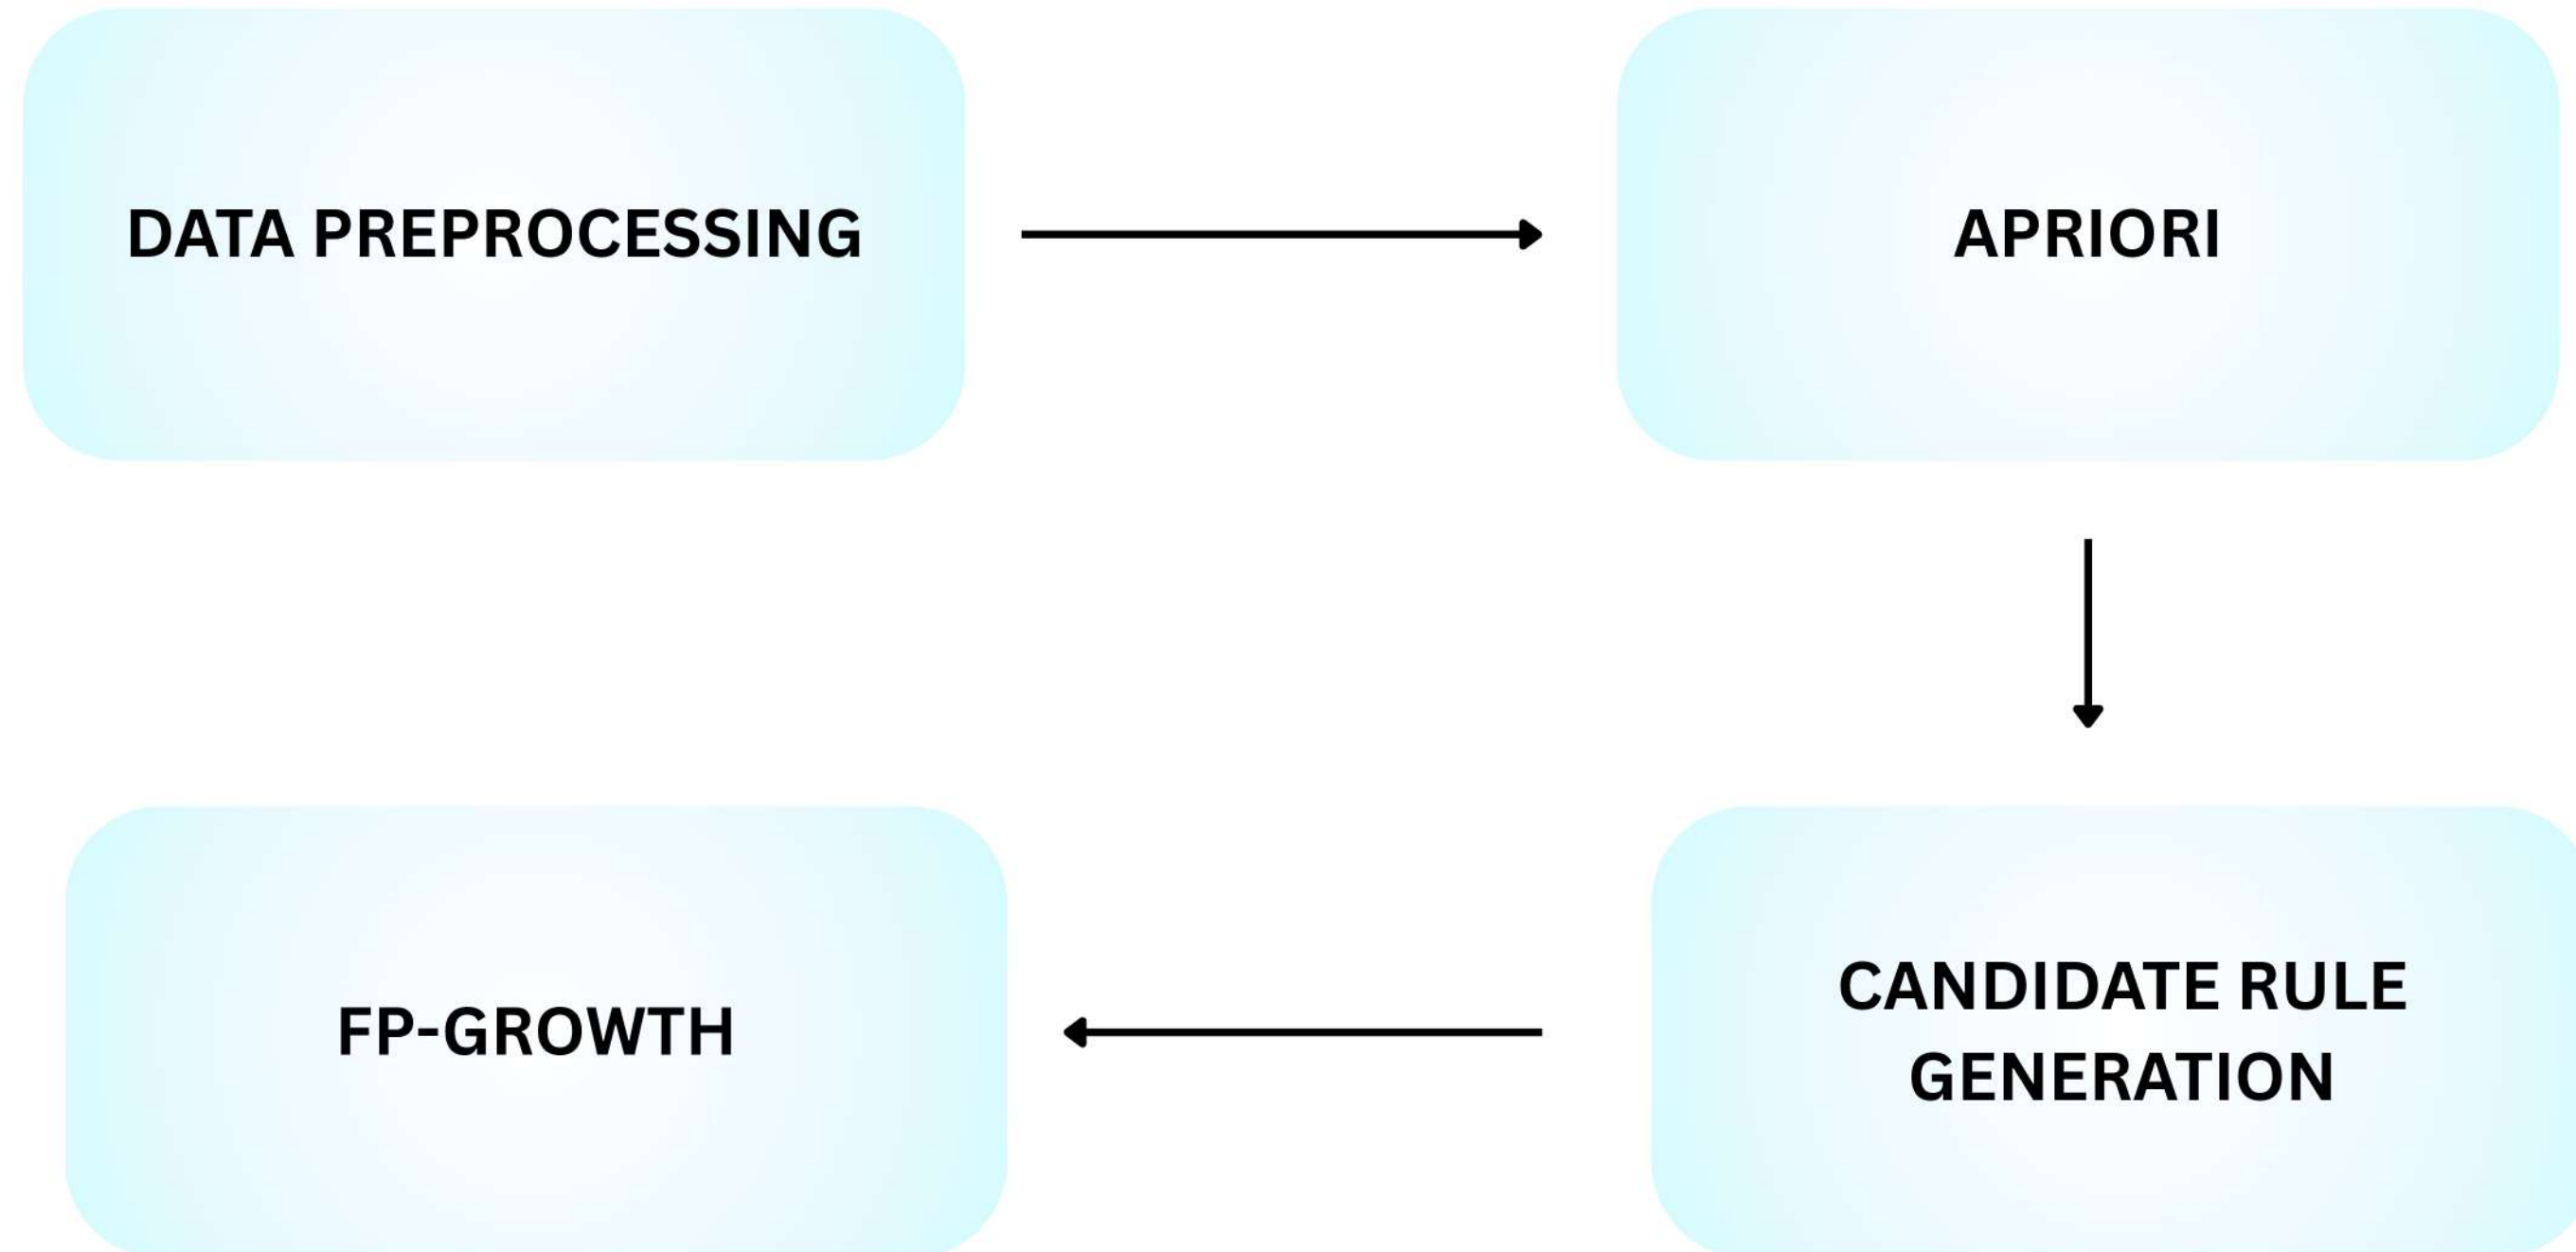 DATA PREPROCESSING
APRIORI
CANDIDATE RULE
GENERATION
FP-GROWTH